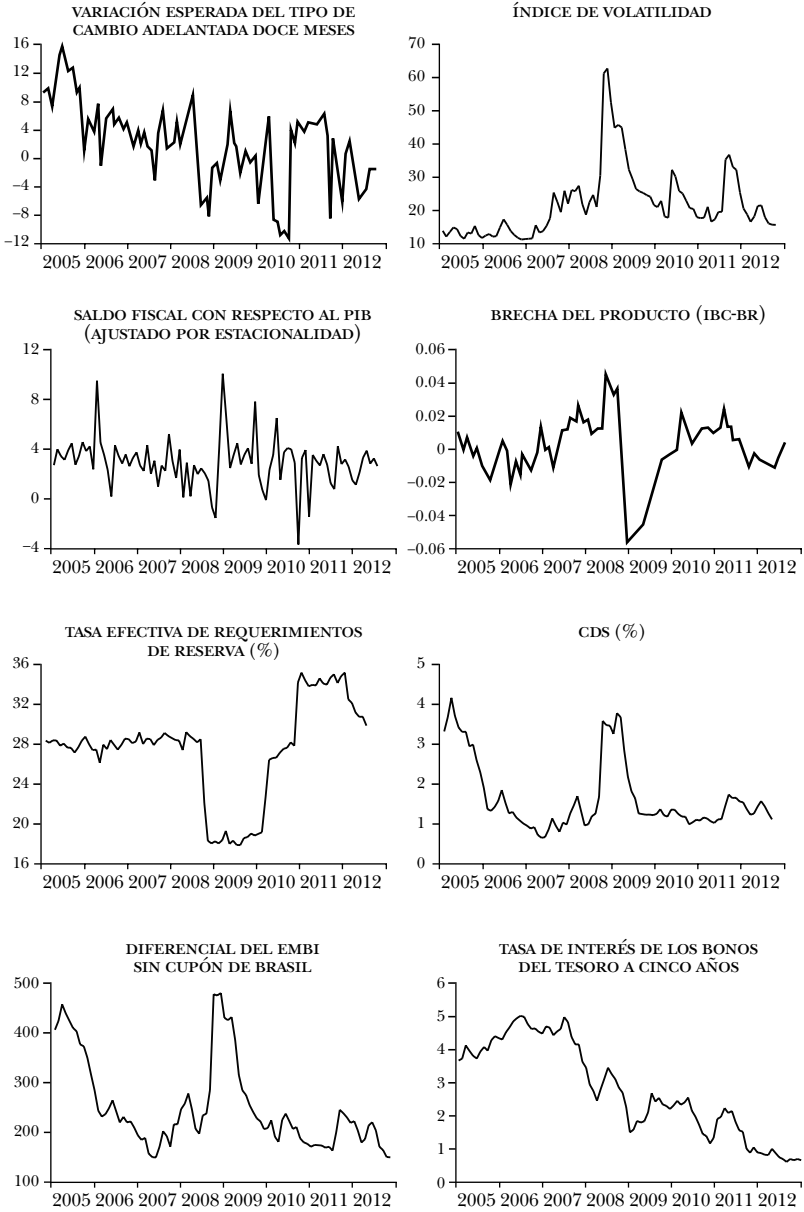 VARIACIÓN ESPERADA DEL TIPO DE
CAMBIO ADELANTADA DOCE MESES
16
12
8
4
0
−4
−8
−12
2005 2006 2007 2008 2009 2010 2011 2012
ÍNDICE DE VOLATILIDAD
70
60
50
40
30
20
10
2005 2006 2007 2008 2009 2010 2011 2012
SALDO FISCAL CON RESPECTO AL PIB
(AJUSTADO POR ESTACIONALIDAD)
12
8
4
0
−4
2005 2006 2007 2008 2009 2010 2011 2012
BRECHA DEL PRODUCTO (IBC-BR)
0.06
0.04
0.02
0
−0.02
−0.04
−0.06
2005 2006 2007 2008 2009 2010 2011 2012
TASA EFECTIVA DE REQUERIMIENTOS
DE RESERVA (%)
36
32
28
24
20
16
2005 2006 2007 2008 2009 2010 2011 2012
CDS (%)
5
4
3
2
1
0
2005 2006 2007 2008 2009 2010 2011 2012
DIFERENCIAL DEL EMBI
SIN CUPÓN DE BRASIL
500
400
300
200
100
2005 2006 2007 2008 2009 2010 2011 2012
TASA DE INTERÉS DE LOS BONOS
DEL TESORO A CINCO AÑOS
6
5
4
3
2
1
0
2005 2006 2007 2008 2009 2010 2011 2012